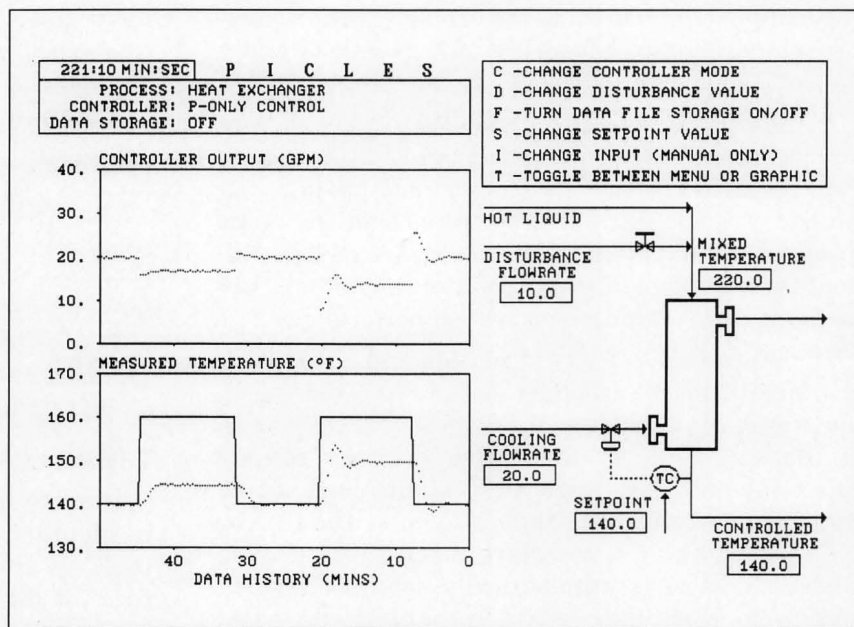 221:10 MIN:SEC P I C L E S
PROCESS: HEAT EXCHANGER
CONTROLLER: P-ONLY CONTROL
DATA STORAGE: OFF
C -CHANGE CONTROLLER MODE
D -CHANGE DISTURBANCE VALUE
F -TURN DATA FILE STORAGE ON/OFF
S -CHANGE SETPOINT VALUE
I -CHANGE INPUT (MANUAL ONLY)
T -TOGGLE BETWEEN MENU OR GRAPHIC
CONTROLLER OUTPUT (GPM)
40.
30.
20.
10.
0.
MEASURED TEMPERATURE (°F)
170.
160.
150.
140.
130.
40 30 20 10 0
DATA HISTORY (MINS)
HOT LIQUID
DISTURBANCE
FLOWRATE
10.0
MIXED
TEMPERATURE
220.0
COOLING
FLOWRATE
20.0
TC
SETPOINT
140.0
CONTROLLED
TEMPERATURE
140.0